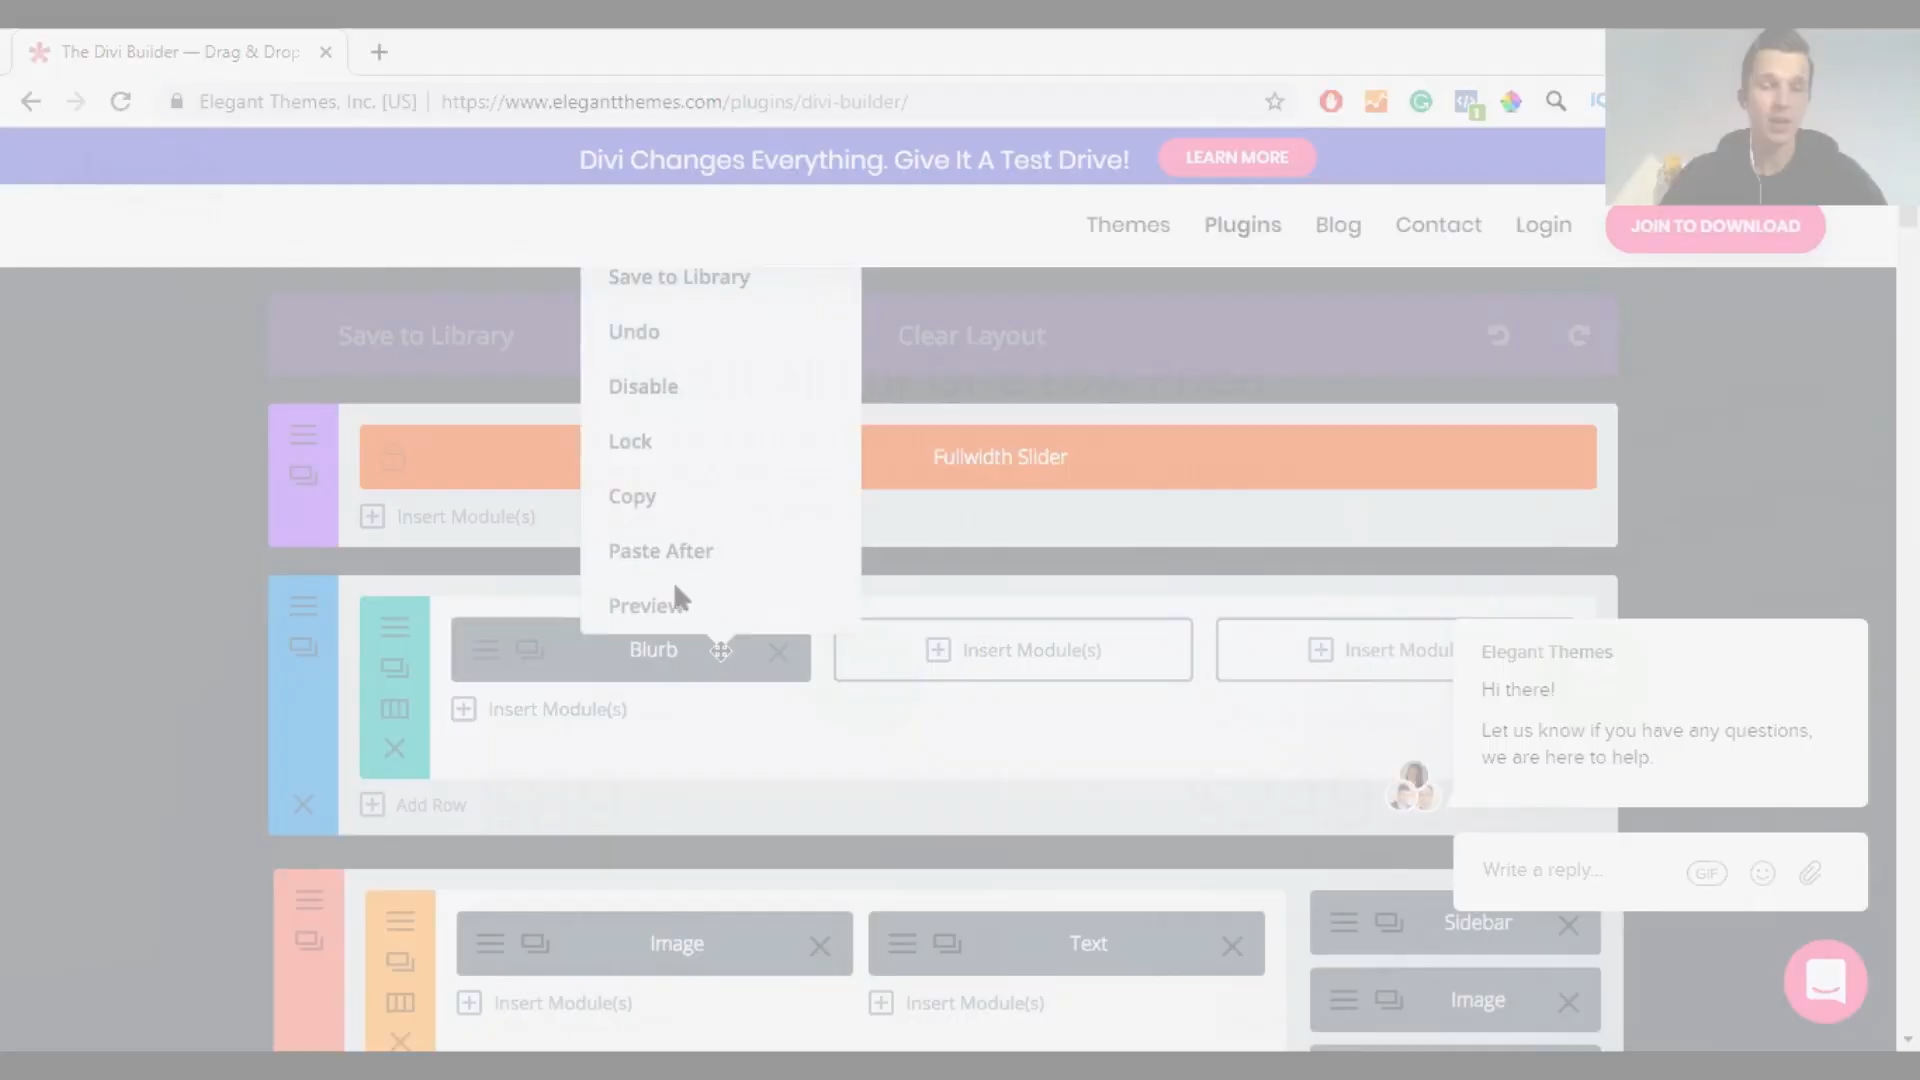 The Divi Builder — Drag & Drop
Elegant Themes, Inc. [US] | https://www.elegantthemes.com/plugins/divi-builder/
1
Divi Changes Everything. Give It A Test Drive!
LEARN MORE
Themes
Plugins
Blog
Contact
Login
JOIN TO DOWNLOAD
Save to Library
Clear Layout
Save to Library
Undo
Disable
Lock
Copy
Paste After
Preview
Fullwidth Slider
Insert Module(s)
Blurb
Insert Module(s)
Insert Modul
Insert Module(s)
Add Row
Elegant Themes
Hi there!
Let us know if you have any questions,
we are here to help.
Write a reply...
GIF
Image
Text
Sidebar
Insert Module(s)
Insert Module(s)
Image